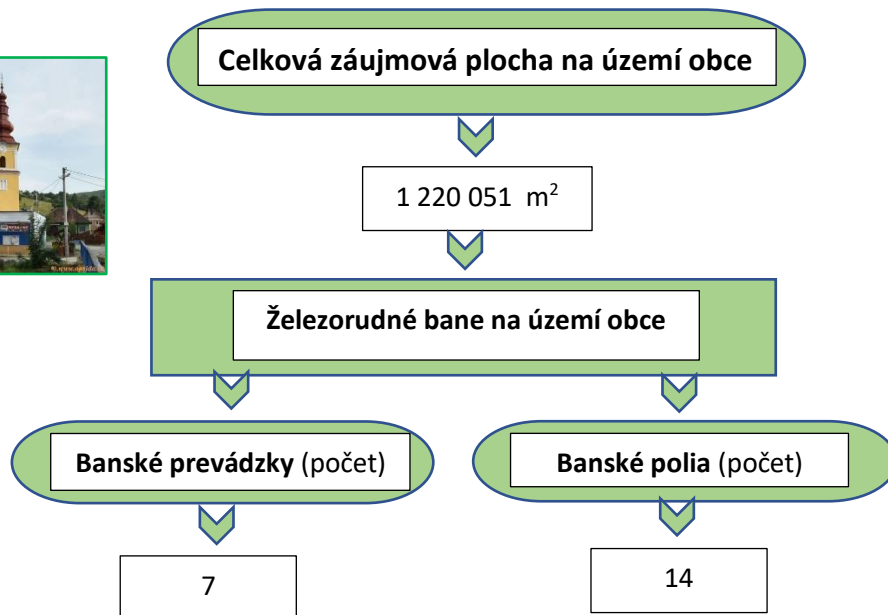 Celková záujmová plocha na území obce
1 220 051 m²
Železorudné bane na území obce
Banské prevádzky (počet)
Banské polia (počet)
7
14